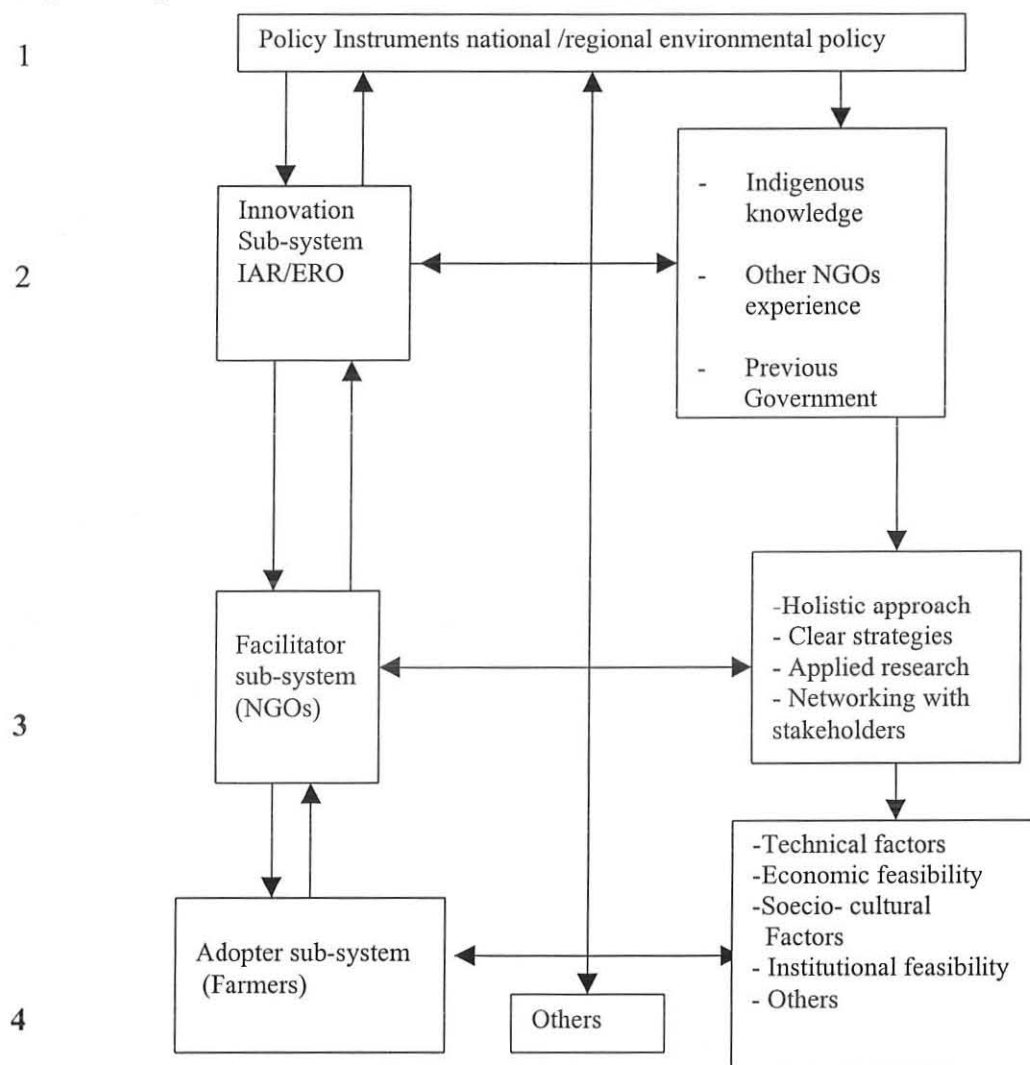 1
Policy Instruments national /regional environmental policy
Innovation
Sub-system
IAR/ERO
- Indigenous
knowledge
- Other NGOs
experience
- Previous
Government
2
Facilitator
sub-system
(NGOs)
-Holistic approach
- Clear strategies
- Applied research
- Networking with
stakeholders
3
Adopter sub-system
(Farmers)
Others
-Technical factors
-Economic feasibility
-Soecio- cultural
Factors
- Institutional feasibility
- Others
4